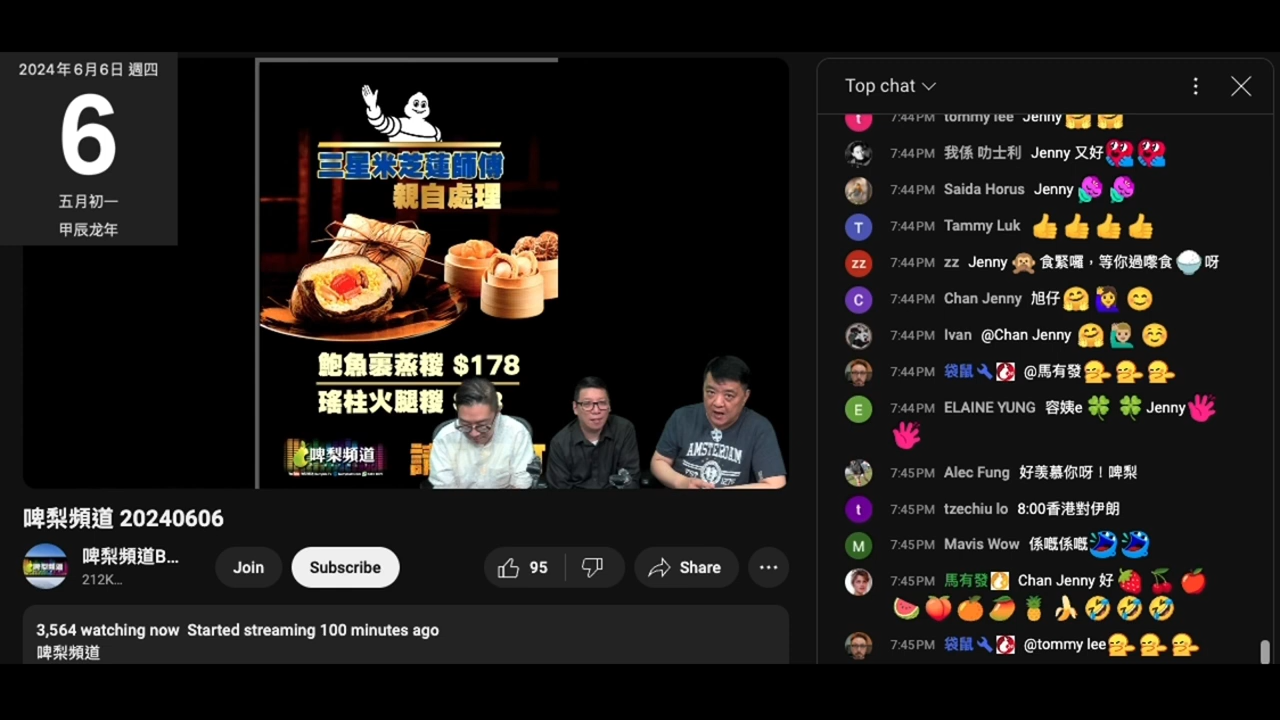 2024年6月6日 週四
6
五月初一
甲辰龙年
三星米芝蓮師傅
親自處理
鮑魚裹蒸糭 $178
瑤柱火腿糭
啤梨頻道
請
AMSTERDAM
啤梨頻道 20240606
啤梨頻道B...
212K...
Join
Subscribe
95
Share
3,564 watching now Started streaming 100 minutes ago
啤梨頻道
Top chat
7:44PM tommy lee Jenny🤗🤗
7:44PM 我係 叻士利 Jenny 又好
7:44PM Saida Horus Jenny
7:44PM Tammy Luk 👍👍👍👍
7:44PM zz Jenny🙊食緊囉，等你過嚟食🍚呀
7:44PM Chan Jenny 旭仔🤗🙋‍♀️😊
7:44PM Ivan @Chan Jenny 🤗🙋🏼‍♂️☺️
7:44PM 袋鼠 @馬有發
7:44PM ELAINE YUNG 容姨e🍀🍀Jenny
7:45PM Alec Fung 好羨慕你呀！啤梨
7:45PM tzechiu lo 8:00香港對伊朗
7:45PM Mavis Wow 係嘅係嘅
7:45PM 馬有發 Chan Jenny 好🍓🍒🍎
🍉🍑🍊🥭🍍🍌🤣🤣🤣
7:45PM 袋鼠 @tommy lee